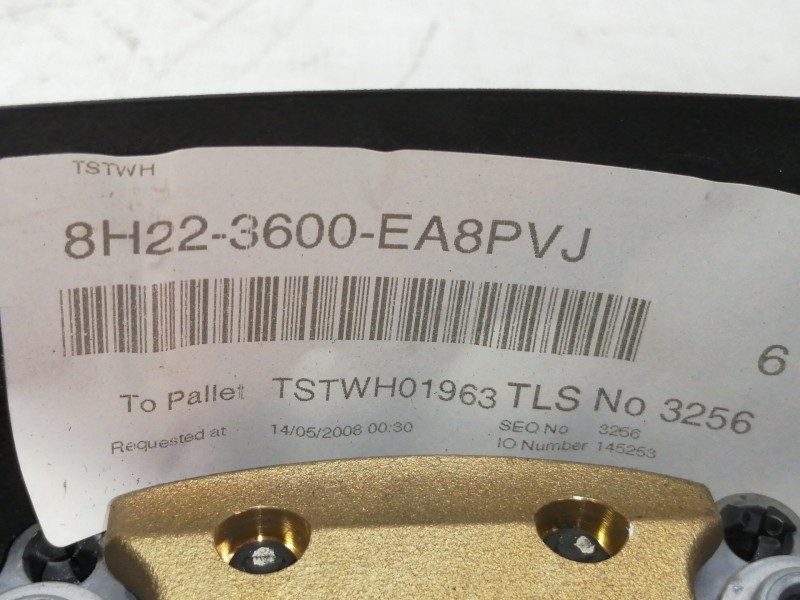 TSTWH
8H22-3600-EA8PVJ
6
To Pallet TSTWH01963 TLS No 3256
Requested at 14/05/2008 00:30 SEQ No 3256
IO Number 145253